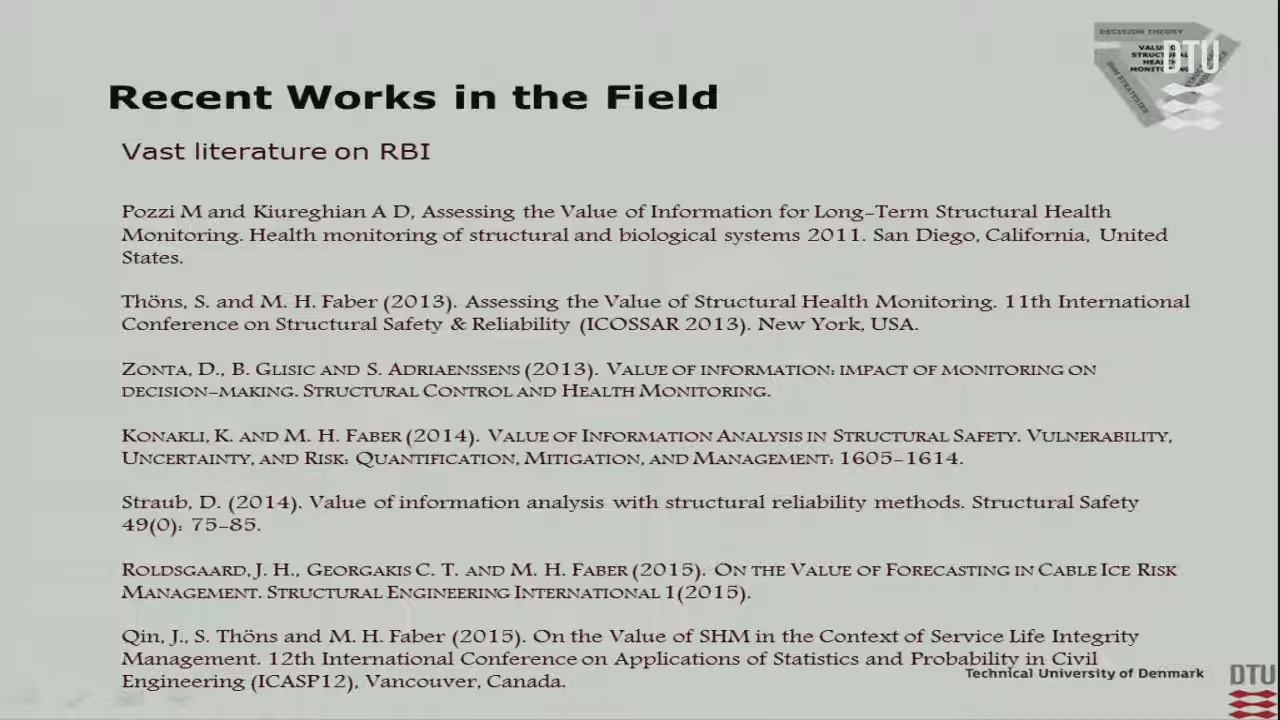 DECISION THEORY
VALUE OF
STRUCTURAL
HEALTH
MONITORING
DTU
Recent Works in the Field
Vast literature on RBI
Pozzi M and Kiureghian A D, Assessing the Value of Information for Long-Term Structural Health
Monitoring. Health monitoring of structural and biological systems 2011. San Diego, California, United
States.
Thöns, S. and M. H. Faber (2013). Assessing the Value of Structural Health Monitoring. 11th International
Conference on Structural Safety & Reliability (ICOSSAR 2013). New York, USA.
ZONTA, D., B. GLISIC AND S. ADRIAENSSENS (2013). VALUE OF INFORMATION: IMPACT OF MONITORING ON
DECISION-MAKING. STRUCTURAL CONTROL AND HEALTH MONITORING.
KONAKLI, K. AND M. H. FABER (2014). VALUE OF INFORMATION ANALYSIS IN STRUCTURAL SAFETY. VULNERABILITY,
UNCERTAINTY, AND RISK: QUANTIFICATION, MITIGATION, AND MANAGEMENT: 1605-1614.
Straub, D. (2014). Value of information analysis with structural reliability methods. Structural Safety
49(0): 75-85.
ROLDSGAARD, J. H., GEORGAKIS C. T. AND M. H. FABER (2015). ON THE VALUE OF FORECASTING IN CABLE ICE RISK
MANAGEMENT. STRUCTURAL ENGINEERING INTERNATIONAL 1(2015).
Qin, J., S. Thöns and M. H. Faber (2015). On the Value of SHM in the Context of Service Life Integrity
Management. 12th International Conference on Applications of Statistics and Probability in Civil
Engineering (ICASP12), Vancouver, Canada.
Technical University of Denmark
DTU